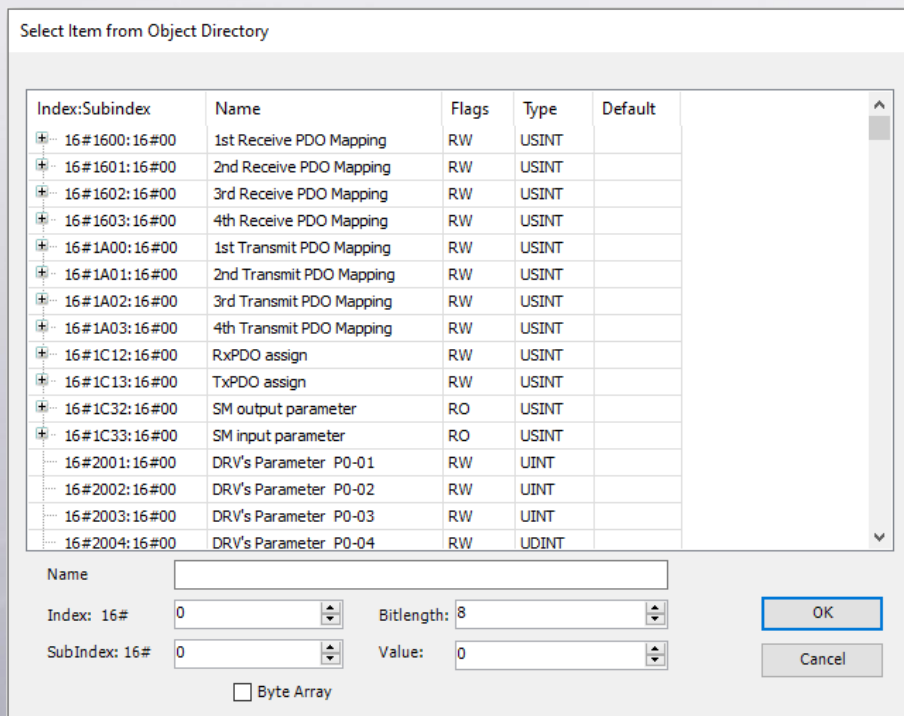 Select Item from Object Directory
Index:Subindex Name Flags Type Default
16#1600:16#00 1st Receive PDO Mapping RW USINT
16#1601:16#00 2nd Receive PDO Mapping RW USINT
16#1602:16#00 3rd Receive PDO Mapping RW USINT
16#1603:16#00 4th Receive PDO Mapping RW USINT
16#1A00:16#00 1st Transmit PDO Mapping RW USINT
16#1A01:16#00 2nd Transmit PDO Mapping RW USINT
16#1A02:16#00 3rd Transmit PDO Mapping RW USINT
16#1A03:16#00 4th Transmit PDO Mapping RW USINT
16#1C12:16#00 RxPDO assign RW USINT
16#1C13:16#00 TxPDO assign RW USINT
16#1C32:16#00 SM output parameter RO USINT
16#1C33:16#00 SM input parameter RO USINT
16#2001:16#00 DRV's Parameter P0-01 RW UINT
16#2002:16#00 DRV's Parameter P0-02 RW UINT
16#2003:16#00 DRV's Parameter P0-03 RW UINT
16#2004:16#00 DRV's Parameter P0-04 RW UDINT
Name
Index: 16# 0 Bitlength: 8 OK
SubIndex: 16# 0 Value: 0 Cancel
Byte Array